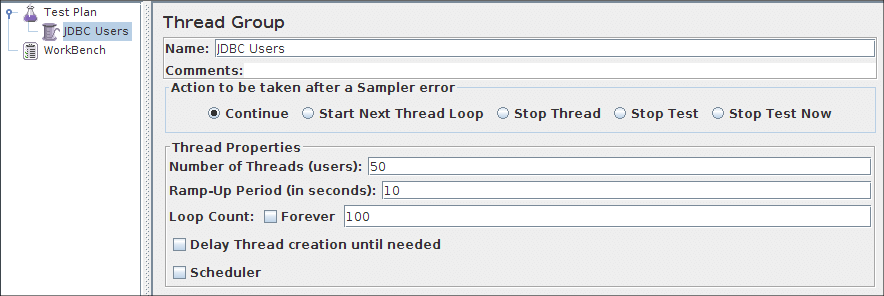 Test Plan
JDBC Users
WorkBench
Thread Group
Name: JDBC Users
Comments:
Action to be taken after a Sampler error
Continue Start Next Thread Loop Stop Thread Stop Test Stop Test Now
Thread Properties
Number of Threads (users): 50
Ramp-Up Period (in seconds): 10
Loop Count: Forever 100
Delay Thread creation until needed
Scheduler